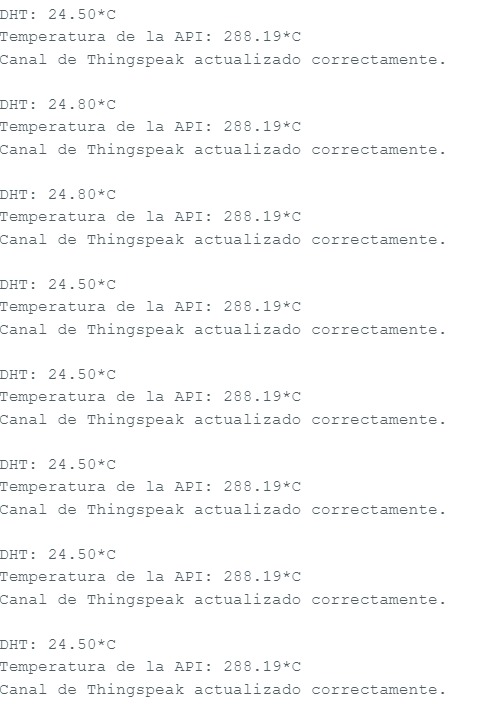 DHT: 24.50*C
Temperatura de la API: 288.19*C
Canal de Thingspeak actualizado correctamente.

DHT: 24.80*C
Temperatura de la API: 288.19*C
Canal de Thingspeak actualizado correctamente.

DHT: 24.80*C
Temperatura de la API: 288.19*C
Canal de Thingspeak actualizado correctamente.

DHT: 24.50*C
Temperatura de la API: 288.19*C
Canal de Thingspeak actualizado correctamente.

DHT: 24.50*C
Temperatura de la API: 288.19*C
Canal de Thingspeak actualizado correctamente.

DHT: 24.50*C
Temperatura de la API: 288.19*C
Canal de Thingspeak actualizado correctamente.

DHT: 24.50*C
Temperatura de la API: 288.19*C
Canal de Thingspeak actualizado correctamente.

DHT: 24.50*C
Temperatura de la API: 288.19*C
Canal de Thingspeak actualizado correctamente.